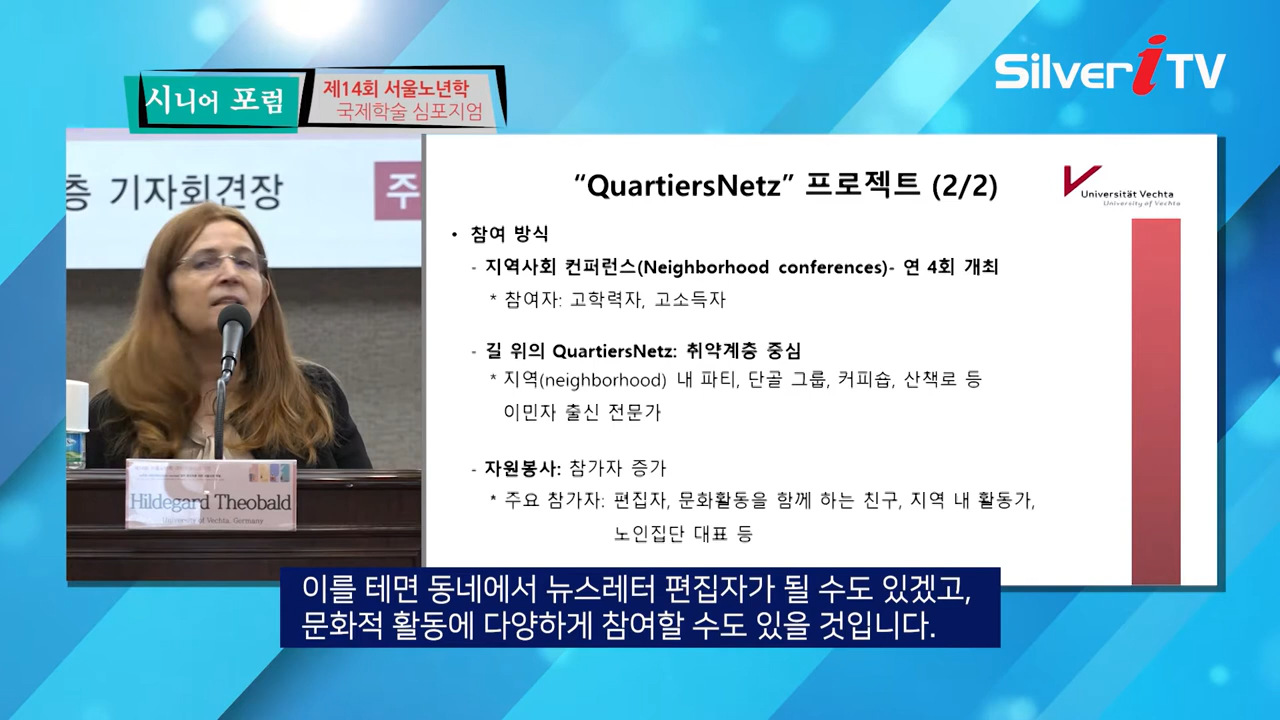 Silver i TV
시니어 포럼
제14회 서울노년학
국제학술 심포지엄
층 기자회견장
주
Hildegard Theobald
University of Vechta, Germany
“QuartiersNetz” 프로젝트 (2/2)
Universität Vechta
University of Vechta
• 참여 방식
- 지역사회 컨퍼런스(Neighborhood conferences)- 연 4회 개최
* 참여자: 고학력자, 고소득자
- 길 위의 QuartiersNetz: 취약계층 중심
* 지역(neighborhood) 내 파티, 단골 그룹, 커피숍, 산책로 등
이민자 출신 전문가
- 자원봉사: 참가자 증가
* 주요 참가자: 편집자, 문화활동을 함께 하는 친구, 지역 내 활동가,
노인집단 대표 등
이를 테면 동네에서 뉴스레터 편집자가 될 수도 있겠고,
문화적 활동에 다양하게 참여할 수도 있을 것입니다.